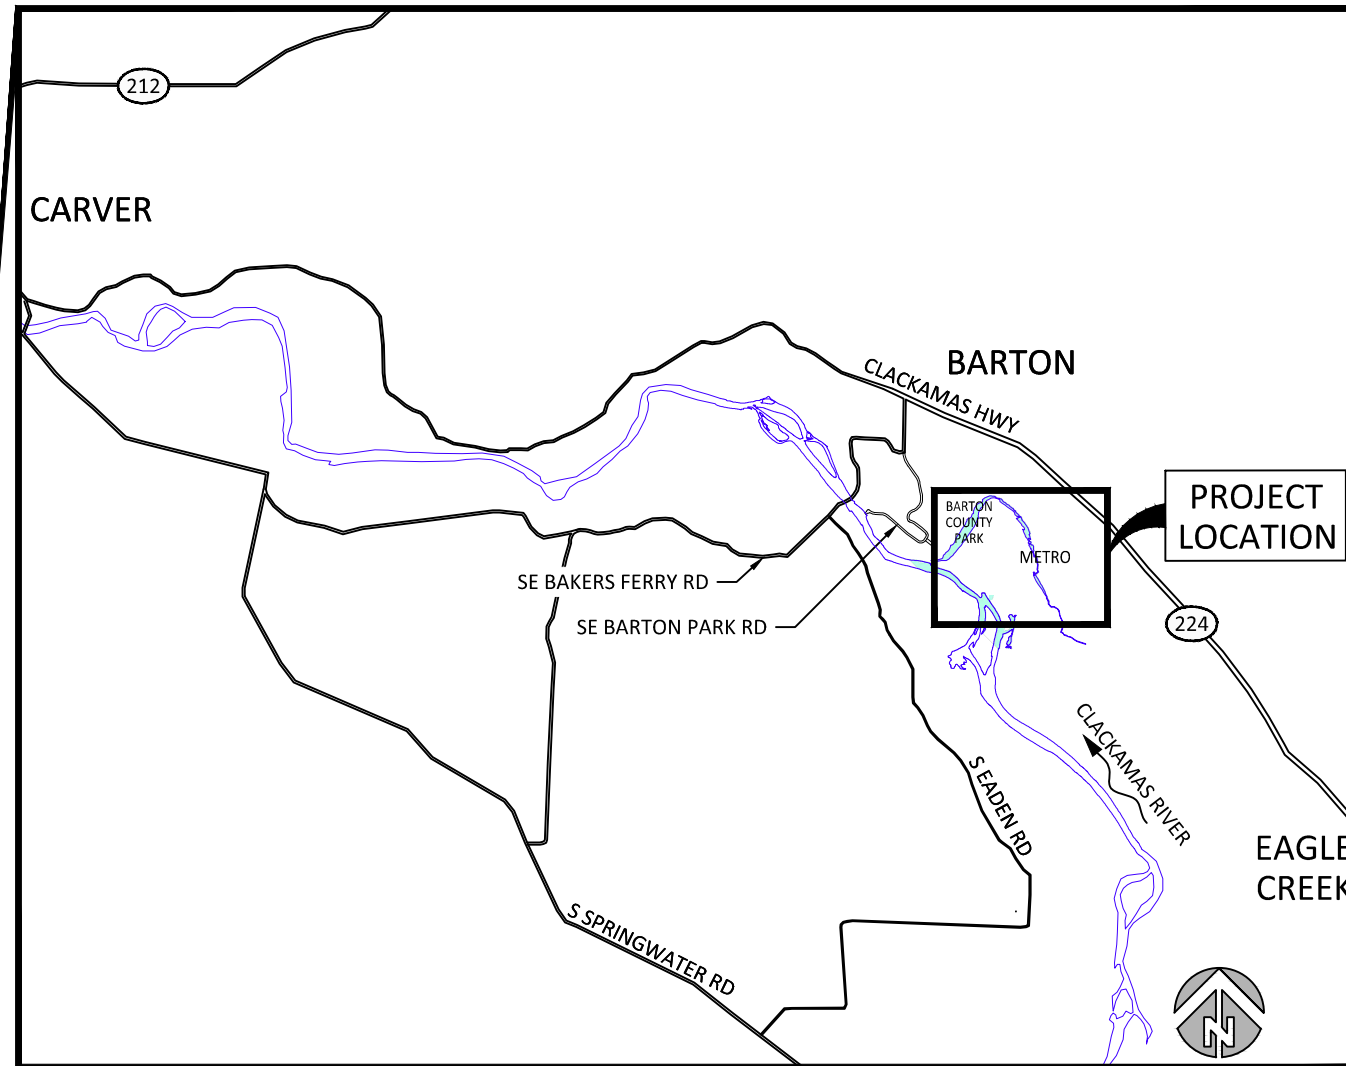 212
CARVER
BARTON
CLACKAMAS HWY
PROJECT
LOCATION
BARTON
COUNTY
PARK
METRO
SE BAKERS FERRY RD
SE BARTON PARK RD
224
CLACKAMAS RIVER
S EADEN RD
EAGLE
CREEK
S SPRINGWATER RD
N